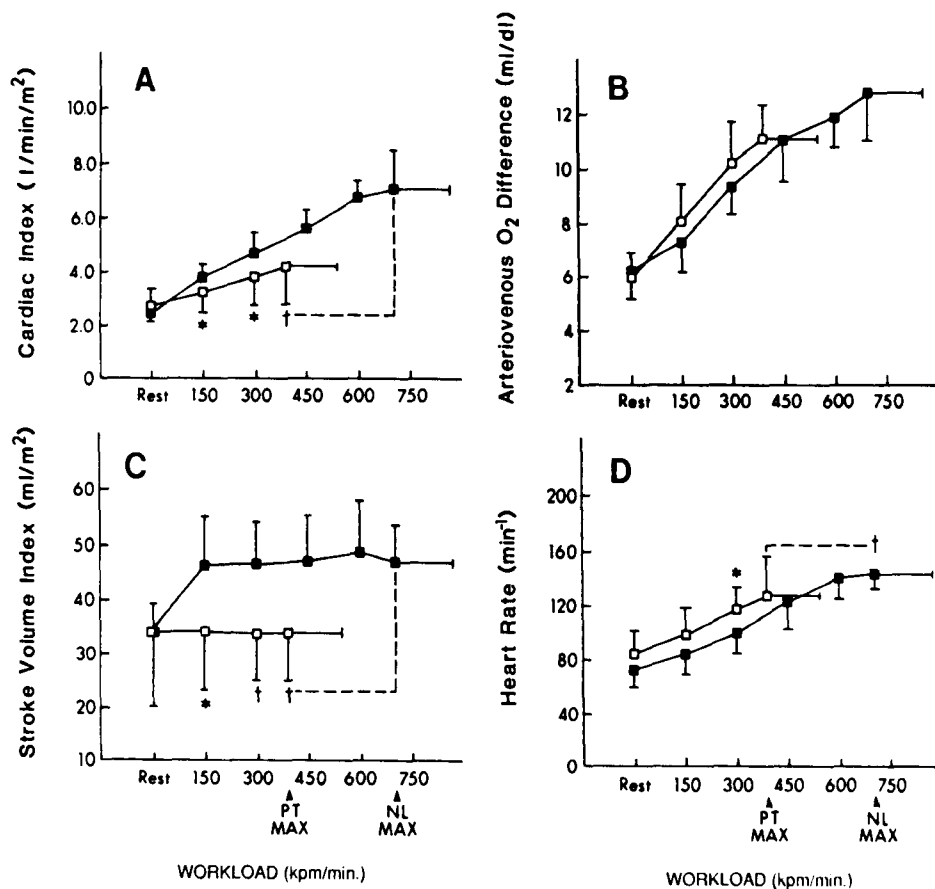 A
Cardiac Index (l/min/m²)
10.0
8.0
6.0
4.0
2.0
0
* * †
Rest 150 300 450 600 750
B
Arteriovenous O₂ Difference (ml/dl)
12
10
8
6
4
2
Rest 150 300 450 600 750
C
Stroke Volume Index (ml/m²)
60
50
40
30
20
10
* † †
Rest 150 300 450 600 750
PT MAX
NL MAX
WORKLOAD (kpm/min.)
D
Heart Rate (min⁻¹)
200
160
120
80
40
0
* †
Rest 150 300 450 600 750
PT MAX
NL MAX
WORKLOAD (kpm/min.)